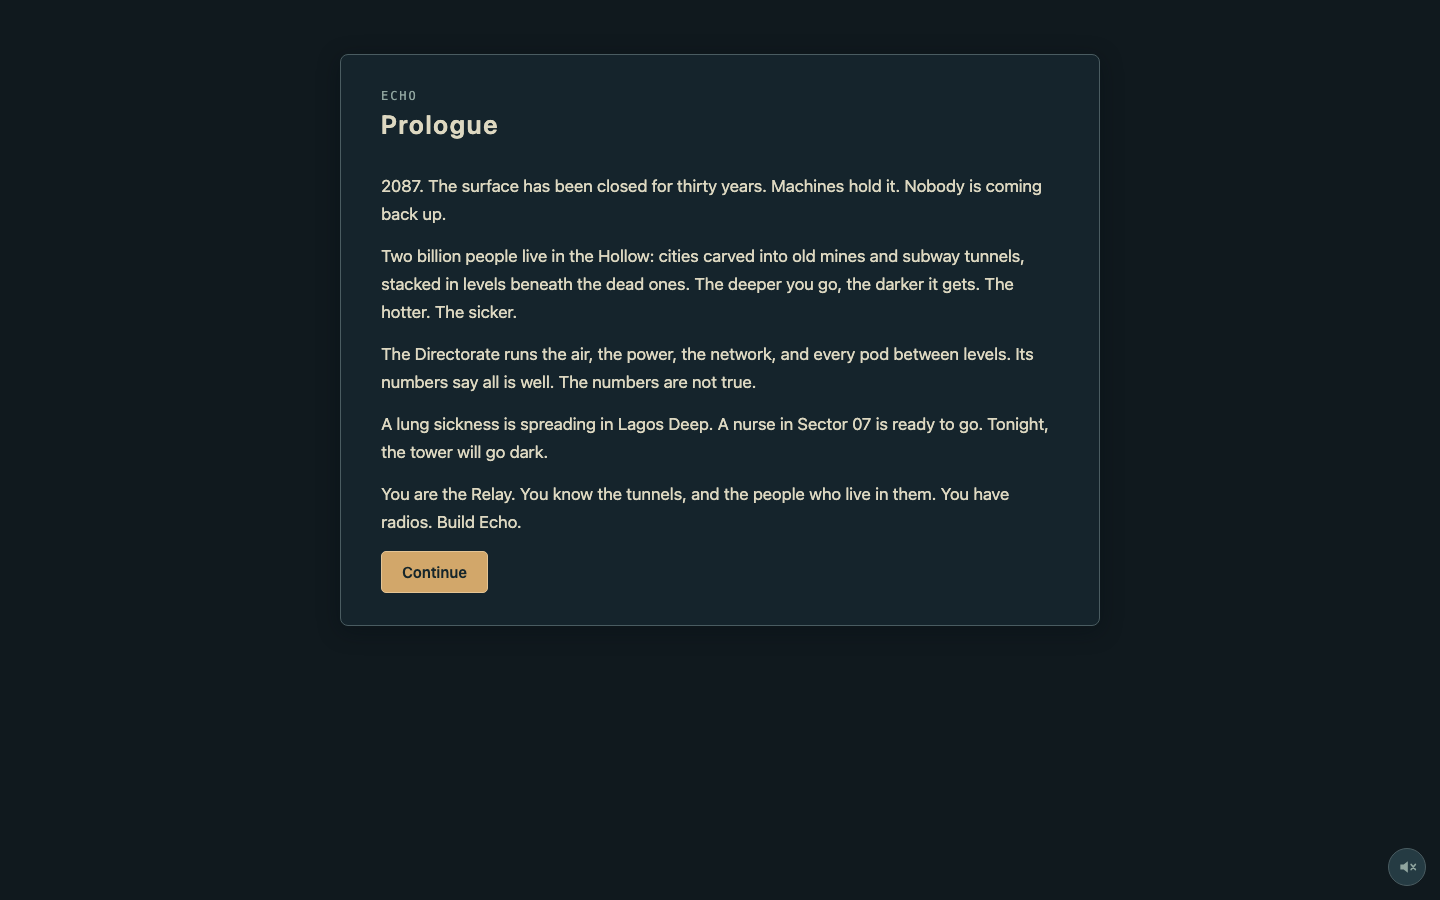 ECHO
Prologue
2087. The surface has been closed for thirty years. Machines hold it. Nobody is coming
back up.
Two billion people live in the Hollow: cities carved into old mines and subway tunnels,
stacked in levels beneath the dead ones. The deeper you go, the darker it gets. The
hotter. The sicker.
The Directorate runs the air, the power, the network, and every pod between levels. Its
numbers say all is well. The numbers are not true.
A lung sickness is spreading in Lagos Deep. A nurse in Sector 07 is ready to go. Tonight,
the tower will go dark.
You are the Relay. You know the tunnels, and the people who live in them. You have
radios. Build Echo.
Continue